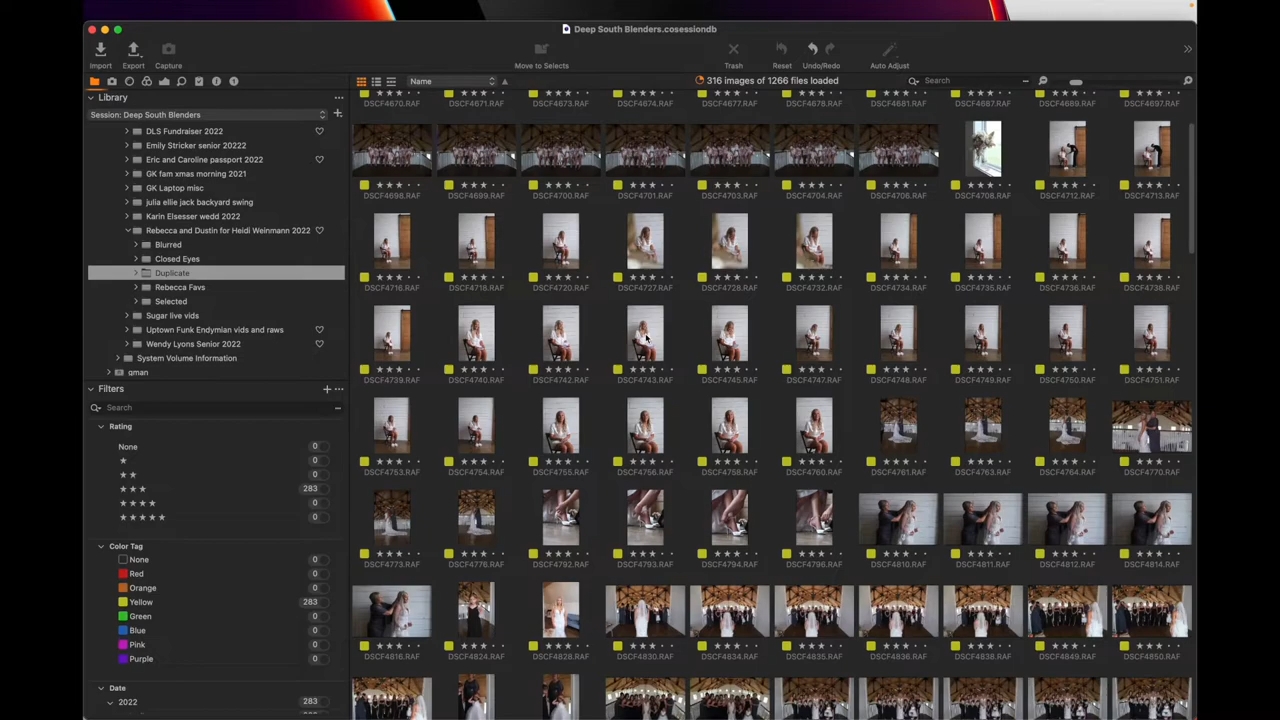 Deep South Blenders.cosessiondb
Import Export Capture Move to Selects Trash Reset Undo/Redo Auto Adjust
Name 316 images of 1266 files loaded Search
Library
Session: Deep South Blenders
DLS Fundraiser 2022
Emily Stricker senior 20222
Eric and Caroline passport 2022
GK fam xmas morning 2021
GK Laptop misc
julia ellie jack backyard swing
Karin Elsesser wedd 2022
Rebecca and Dustin for Heidi Weinmann 2022
Blurred
Closed Eyes
Duplicate
Rebecca Favs
Selected
Sugar live vids
Uptown Funk Endymian vids and raws
Wendy Lyons Senior 2022
System Volume Information
gman
Filters
Search
Rating
None 0
0
0
283
0
0
Color Tag
None 0
Red 0
Orange 0
Yellow 283
Green 0
Blue 0
Pink 0
Purple 0
Date
2022 283
DSCF4670.RAF DSCF4671.RAF DSCF4673.RAF DSCF4674.RAF DSCF4677.RAF DSCF4678.RAF DSCF4681.RAF DSCF4687.RAF DSCF4689.RAF DSCF4697.RAF
DSCF4698.RAF DSCF4699.RAF DSCF4700.RAF DSCF4701.RAF DSCF4703.RAF DSCF4704.RAF DSCF4706.RAF DSCF4708.RAF DSCF4712.RAF DSCF4713.RAF
DSCF4716.RAF DSCF4718.RAF DSCF4720.RAF DSCF4727.RAF DSCF4728.RAF DSCF4732.RAF DSCF4734.RAF DSCF4735.RAF DSCF4736.RAF DSCF4738.RAF
DSCF4739.RAF DSCF4740.RAF DSCF4742.RAF DSCF4743.RAF DSCF4745.RAF DSCF4747.RAF DSCF4748.RAF DSCF4749.RAF DSCF4750.RAF DSCF4751.RAF
DSCF4753.RAF DSCF4754.RAF DSCF4755.RAF DSCF4756.RAF DSCF4758.RAF DSCF4760.RAF DSCF4761.RAF DSCF4763.RAF DSCF4764.RAF DSCF4770.RAF
DSCF4773.RAF DSCF4776.RAF DSCF4792.RAF DSCF4793.RAF DSCF4794.RAF DSCF4796.RAF DSCF4810.RAF DSCF4811.RAF DSCF4812.RAF DSCF4814.RAF
DSCF4816.RAF DSCF4824.RAF DSCF4828.RAF DSCF4830.RAF DSCF4834.RAF DSCF4835.RAF DSCF4836.RAF DSCF4838.RAF DSCF4849.RAF DSCF4850.RAF